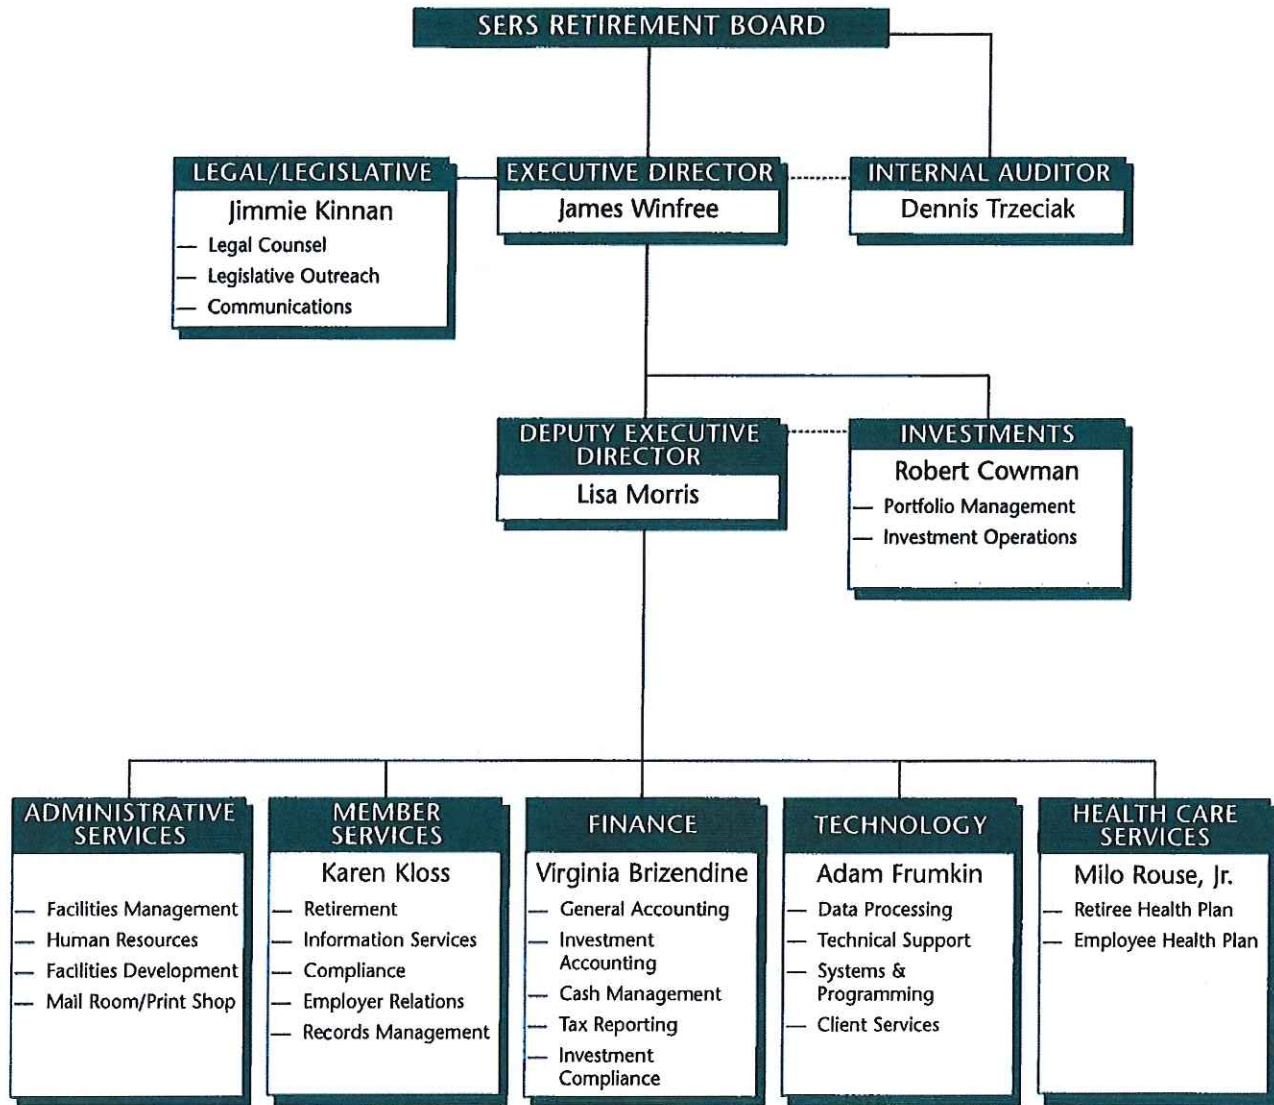 SERS RETIREMENT BOARD
LEGAL/LEGISLATIVE
Jimmie Kinnan
— Legal Counsel
— Legislative Outreach
— Communications
EXECUTIVE DIRECTOR
James Winfree
INTERNAL AUDITOR
Dennis Trzeciak
DEPUTY EXECUTIVE
DIRECTOR
Lisa Morris
INVESTMENTS
Robert Cowman
— Portfolio Management
— Investment Operations
ADMINISTRATIVE
SERVICES
— Facilities Management
— Human Resources
— Facilities Development
— Mail Room/Print Shop
MEMBER
SERVICES
Karen Kloss
— Retirement
— Information Services
— Compliance
— Employer Relations
— Records Management
FINANCE
Virginia Brizendine
— General Accounting
— Investment
Accounting
— Cash Management
— Tax Reporting
— Investment
Compliance
TECHNOLOGY
Adam Frumkin
— Data Processing
— Technical Support
— Systems &
Programming
— Client Services
HEALTH CARE
SERVICES
Milo Rouse, Jr.
— Retiree Health Plan
— Employee Health Plan